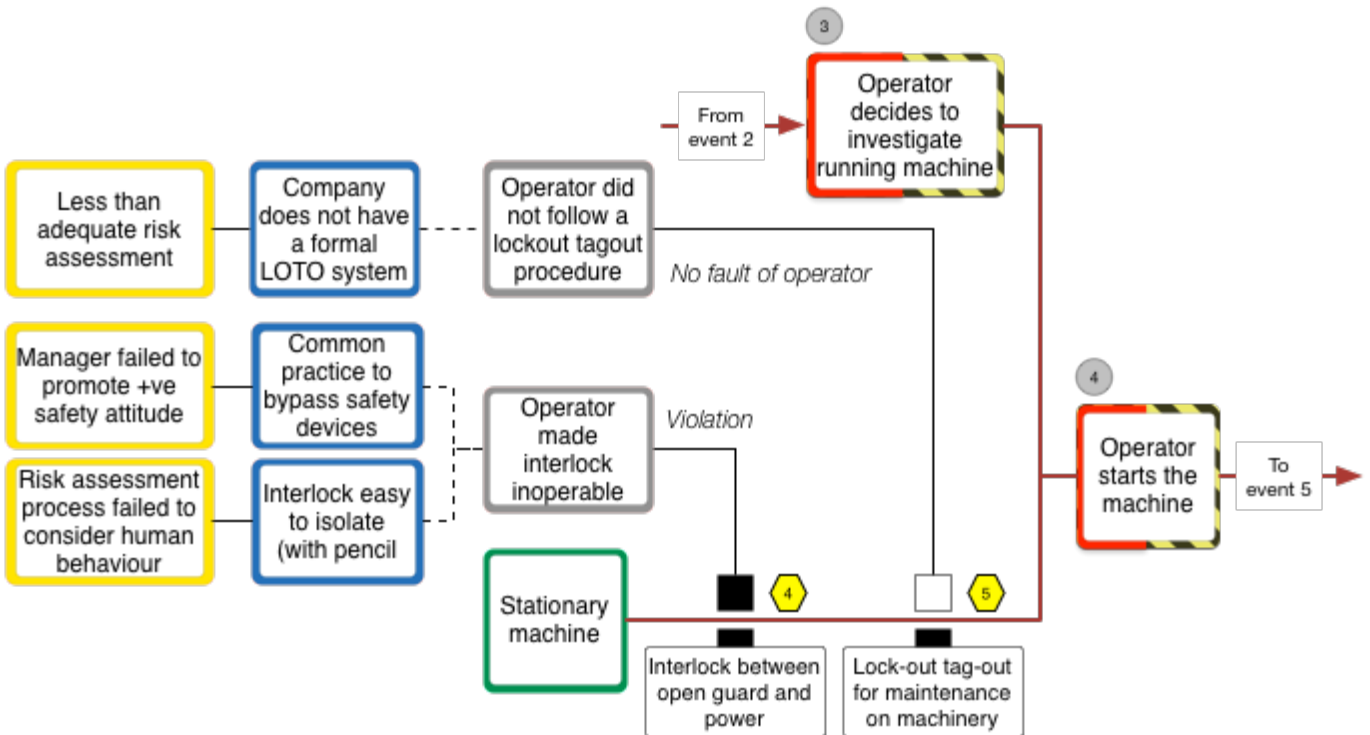 3
Operator
decides to
investigate
running machine
From
event 2
Less than
adequate risk
assessment
Company
does not have
a formal
LOTO system
Operator did
not follow a
lockout tagout
procedure
No fault of operator
Manager failed to
promote +ve
safety attitude
Common
practice to
bypass safety
devices
Operator
made
interlock
inoperable
Violation
4
Operator
starts the
machine
To
event 5
Risk assessment
process failed to
consider human
behaviour
Interlock easy
to isolate
(with pencil
Stationary
machine
4
5
Interlock between
open guard and
power
Lock-out tag-out
for maintenance
on machinery